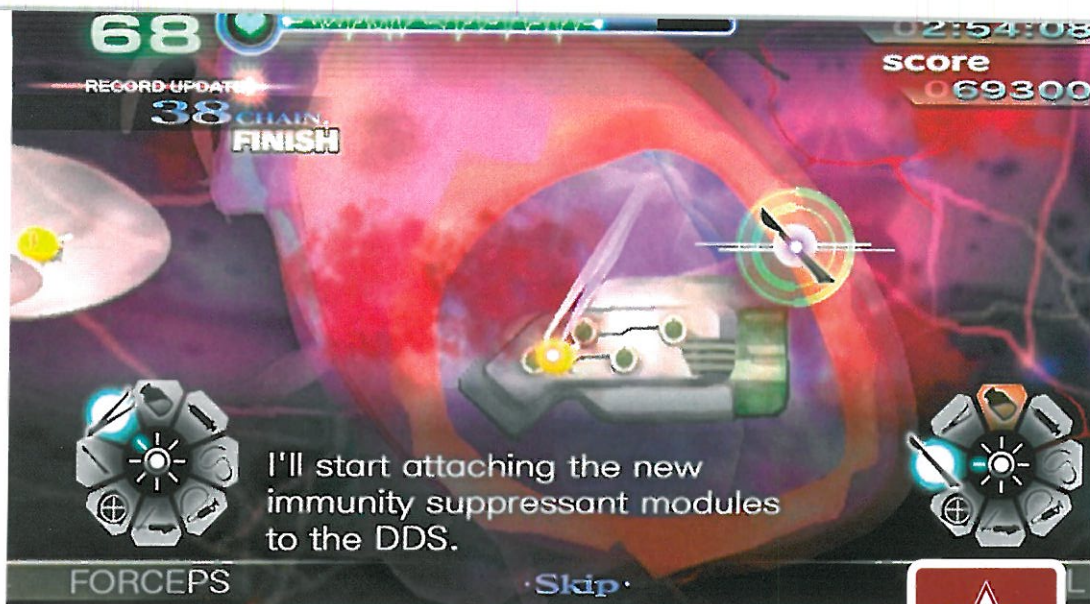 68
02:54:08
score
069300
RECORD UPDATE
38 CHAIN
FINISH
I'll start attaching the new
immunity suppressant modules
to the DDS.
FORCEPS
·Skip·